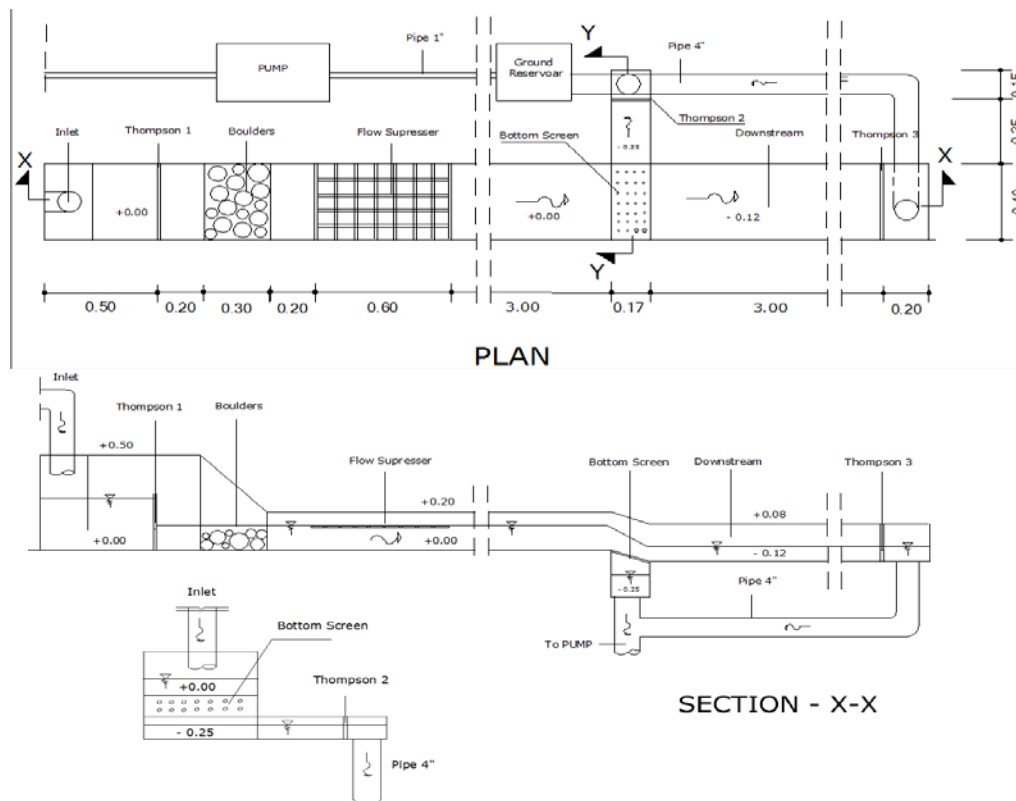 Pipe 1"
Y
Pipe 4"
PUMP
Ground
Reservoar
Thompson 2
Inlet
Thompson 1
Boulders
Flow Supresser
Bottom Screen
Downstream
Thompson 3
X
X
- 0.25
+0.00
+0.00
- 0.12
Y
0.15
0.35
0.40
0.50
0.20
0.30
0.20
0.60
3.00
0.17
3.00
0.20
PLAN
Inlet
Thompson 1
Boulders
+0.50
Flow Supresser
+0.20
Bottom Screen
Downstream
Thompson 3
+0.08
+0.00
+0.00
- 0.12
- 0.25
Pipe 4"
To PUMP
Inlet
Bottom Screen
Thompson 2
+0.00
- 0.25
Pipe 4"
SECTION - X-X